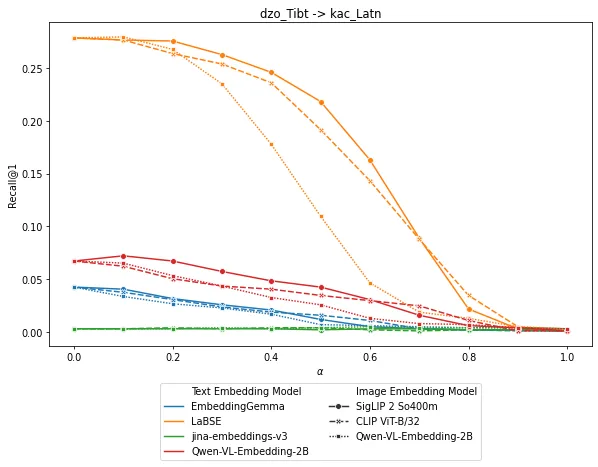 dzo_Tibt -> kac_Latn
Recall@1
0.25
0.20
0.15
0.10
0.05
0.00
0.0 0.2 0.4 0.6 0.8 1.0
α
Text Embedding Model Image Embedding Model
EmbeddingGemma SigLIP 2 So400m
LaBSE CLIP ViT-B/32
jina-embeddings-v3 Qwen-VL-Embedding-2B
Qwen-VL-Embedding-2B